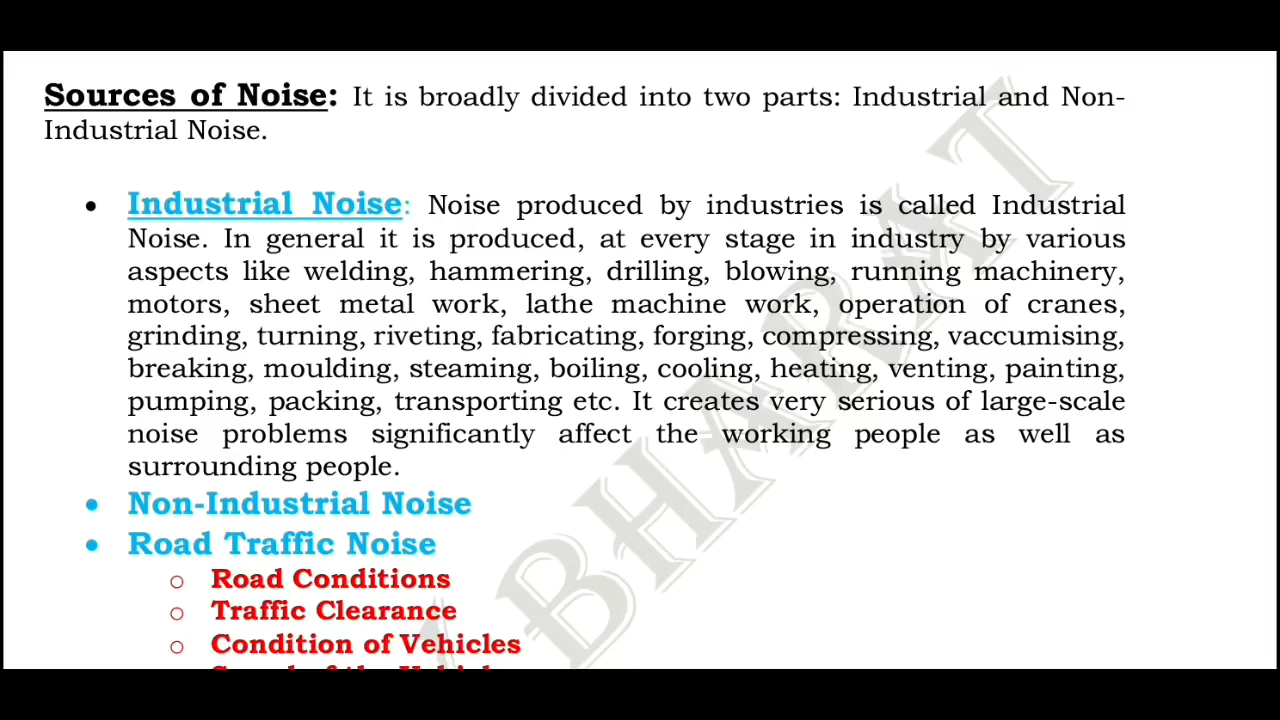 Sources of Noise: It is broadly divided into two parts: Industrial and Non-
Industrial Noise.
• Industrial Noise: Noise produced by industries is called Industrial
Noise. In general it is produced, at every stage in industry by various
aspects like welding, hammering, drilling, blowing, running machinery,
motors, sheet metal work, lathe machine work, operation of cranes,
grinding, turning, riveting, fabricating, forging, compressing, vaccumising,
breaking, moulding, steaming, boiling, cooling, heating, venting, painting,
pumping, packing, transporting etc. It creates very serious of large-scale
noise problems significantly affect the working people as well as
surrounding people.
• Non-Industrial Noise
• Road Traffic Noise
o Road Conditions
o Traffic Clearance
o Condition of Vehicles
BHARAT